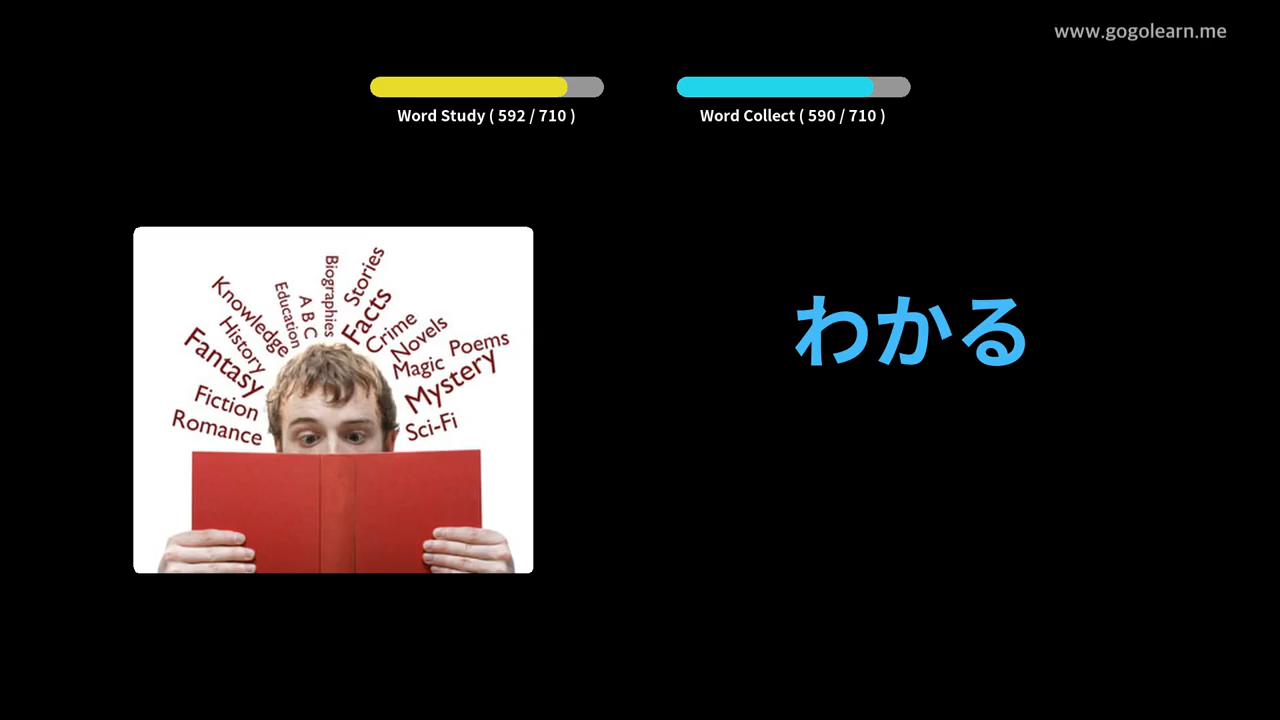 www.gogolearn.me
Word Study ( 592 / 710 )
Word Collect ( 590 / 710 )
Knowledge
Education
A B C
Biographies
Stories
Facts
Crime
Novels
Poems
Magic
Mystery
Sci-Fi
History
Fantasy
Fiction
Romance
わかる